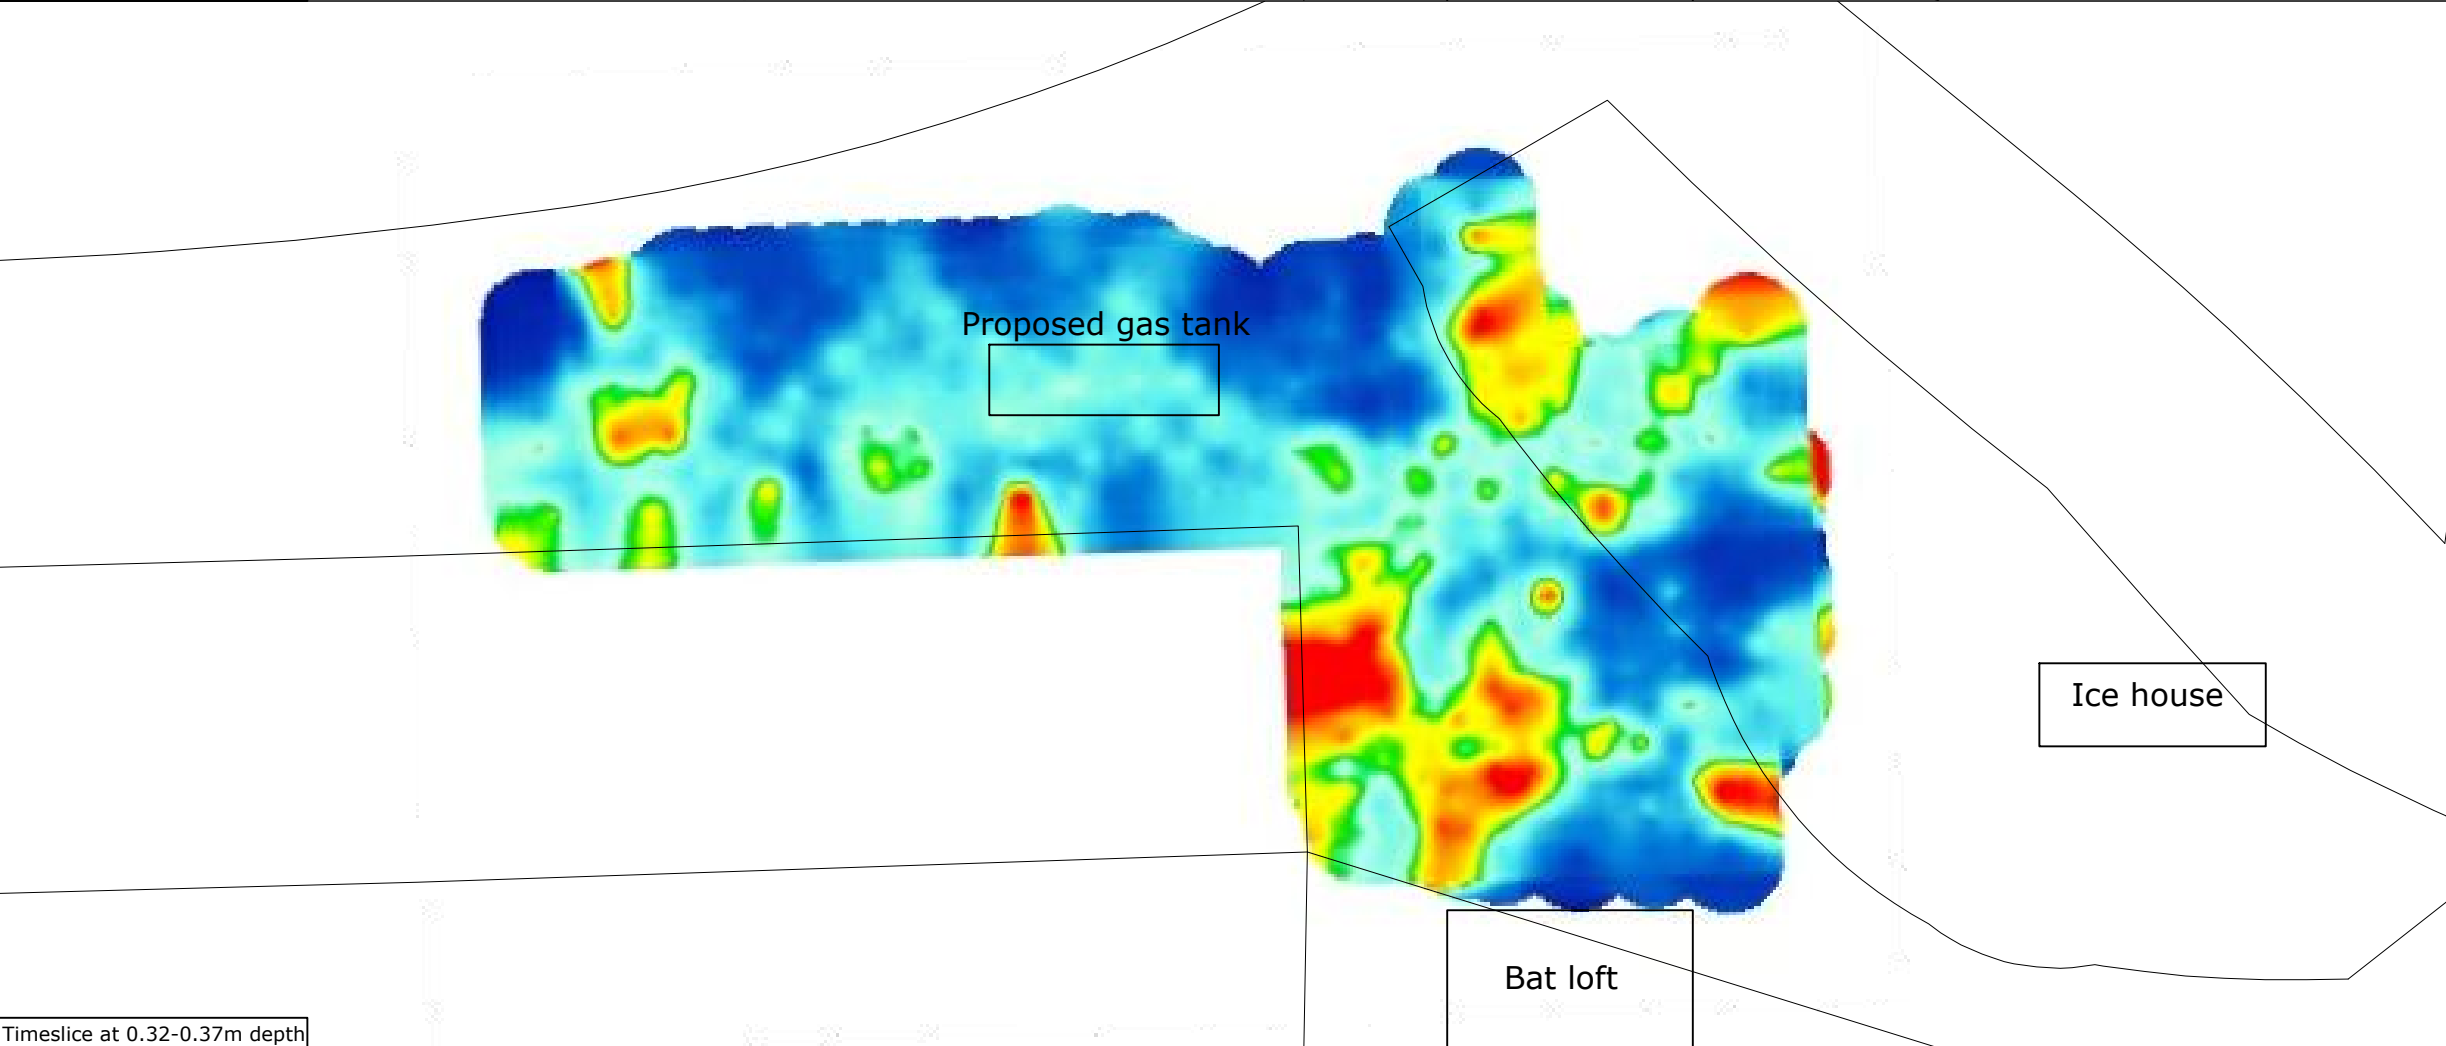 Proposed gas tank
Ice house
Bat loft
Timeslice at 0.32-0.37m depth